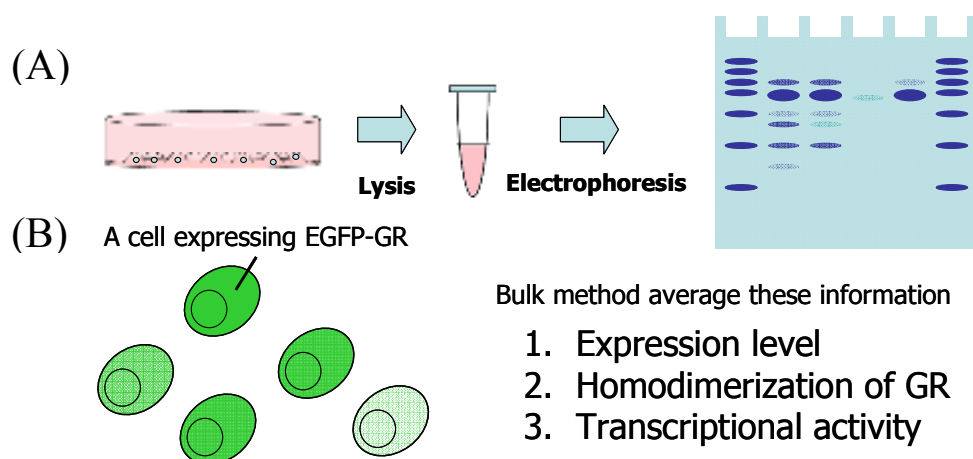 (A)
Lysis
Electrophoresis
(B)
A cell expressing EGFP-GR
Bulk method average these information
1. Expression level
2. Homodimerization of GR
3. Transcriptional activity